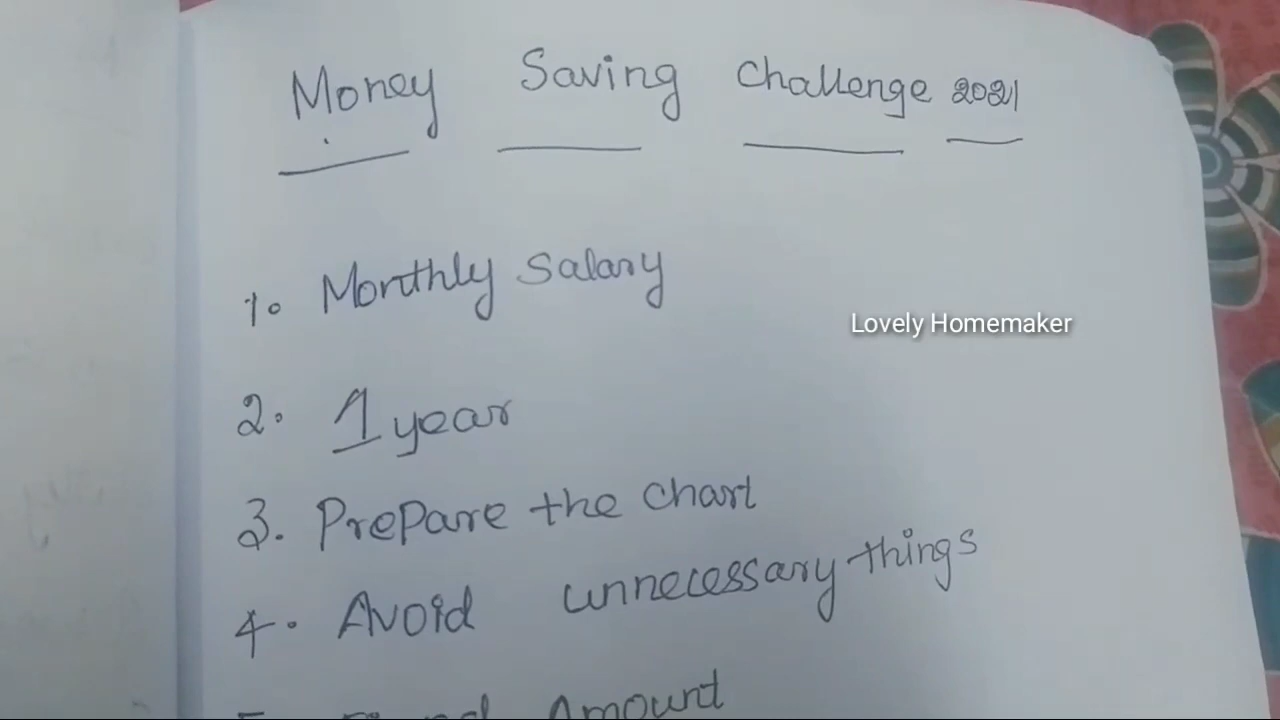 Money Saving Challenge 2021
1. Monthly Salary
Lovely Homemaker
2. 1 year
3. Prepare the chart
4. Avoid unnecessary things
Amount